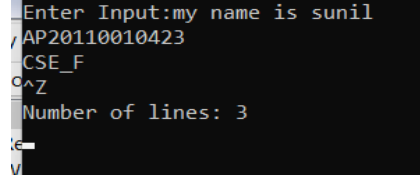 Enter Input:my name is sunil
AP20110010423
CSE_F
^Z
Number of lines: 3